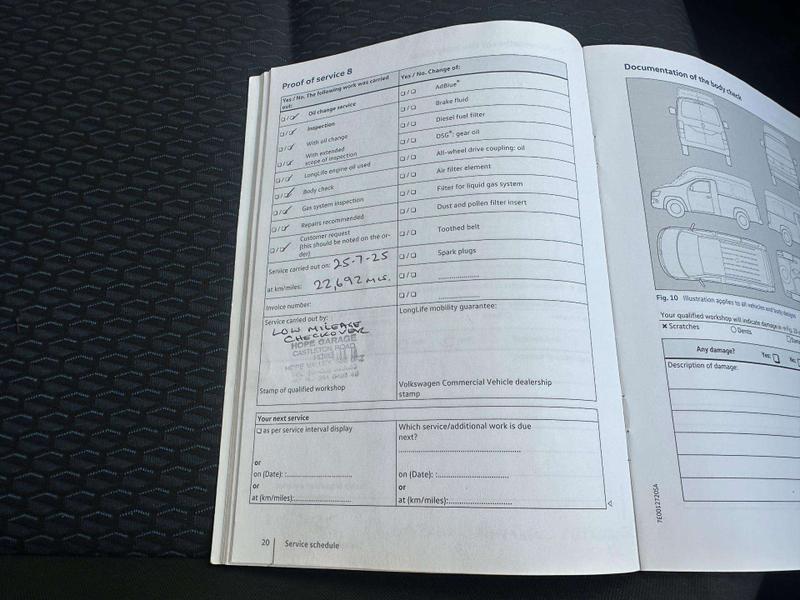 Proof of service 8
Yes / No. The following work was carried
out:
Oil change service
Inspection
With oil change
With extended
scope of inspection
LongLife engine oil used
Body check
Gas system inspection
Repairs recommended
Customer request
(this should be noted on the or-
der)
Service carried out on: 25-7-25
at km/miles: 22,692 MLS.
Invoice number:
Service carried out by:
LOW MILEAGE
CHECKOVER
HOPE GARAGE
CASTLETON ROAD
HOPE
HOPE VALLEY
Stamp of qualified workshop
Yes / No. Change of:
AdBlue®
Brake fluid
Diesel fuel filter
DSG®: gear oil
All-wheel drive coupling: oil
Air filter element
Filter for liquid gas system
Dust and pollen filter insert
Toothed belt
Spark plugs
LongLife mobility guarantee:
Volkswagen Commercial Vehicle dealership
stamp
Your next service
as per service interval display
or
on (Date): :
or
at (km/miles):
Which service/additional work is due
next?
on (Date): :
or
at (km/miles):
20 Service schedule
Documentation of the body check
Fig. 10 Illustration applies to all vehicles and body designs
Your qualified workshop will indicate damage in
Scratches Dents
Any damage? Yes: No:
Description of damage:
7E0012720SA